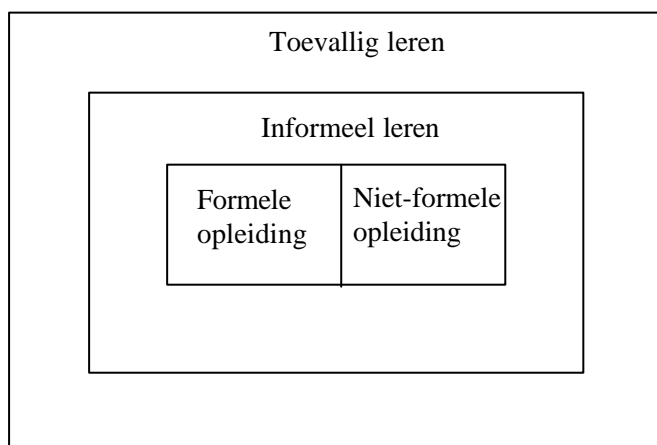 Toevallig leren
Informeel leren
Formele
opleiding
Niet-formele
opleiding